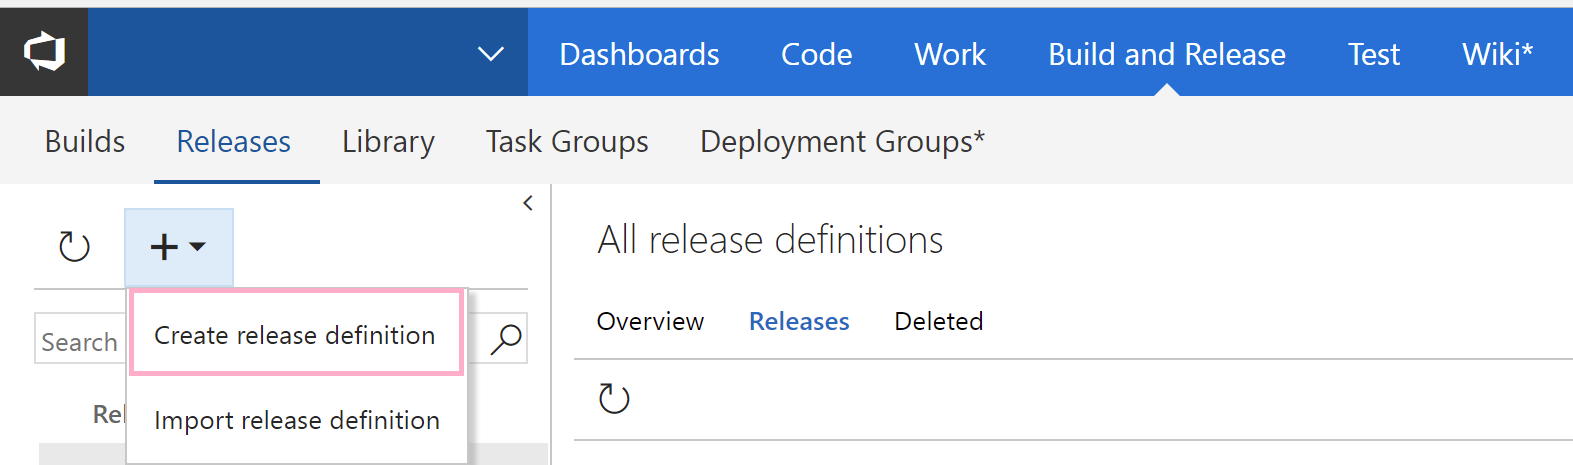 Dashboards Code Work Build and Release Test Wiki*
Builds Releases Library Task Groups Deployment Groups*
All release definitions
Overview Releases Deleted
Search
Create release definition
Import release definition